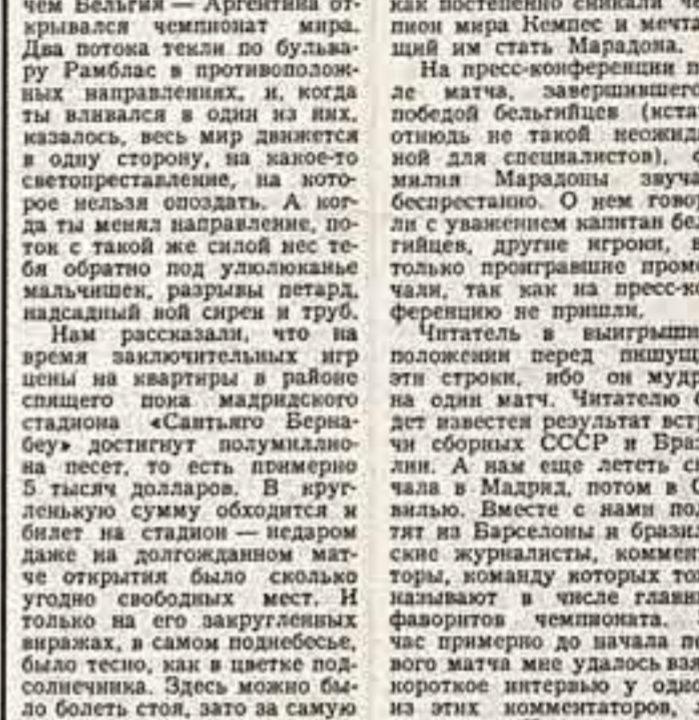 чем Бельгия — Аргентина от-
крывался чемпионат мира.
Два потока текли по бульва-
ру Рамблас в противополож-
ных направлениях, и, когда
ты вливался в один из них,
казалось, весь мир движется
в одну сторону, на какое-то
светопреставление, на кото-
рое нельзя опоздать. А ког-
да ты менял направление, по-
ток с такой же силой нес те-
бя обратно под улюлюканье
мальчишек, разрывы петард,
надсадный вой сирен и труб.
Нам рассказали, что на
время заключительных игр
цены на квартиры в районе
спящего пока мадридского
стадиона «Сантьяго Берна-
беу» достигнут полумиллио-
на песет, то есть примерно
5 тысяч долларов. В круг-
ленькую сумму обходится и
билет на стадион — недаром
даже на долгожданном мат-
че открытия было сколько
угодно свободных мест. И
только на его закругленных
виражах, в самом поднебесье,
было тесно, как в цветке под-
солнечника. Здесь можно бы-
ло болеть стоя, зато за самую
как постепенно сникали че
пион мира Кемпес и мечта
щий им стать Марадона.
На пресс-конференции п
ле матча, завершившего
победой бельгийцев (кста
отнюдь не такой неожид
ной для специалистов),
милия Марадоны звуча
беспрестанно. О нем гово
ли с уважением капитан бе
гийцев, другие игроки,
только проигравшие пром
чали, так как на пресс-к
ференцию не пришли.
Читатель в выигрышн
положении перед пишущ
эти строки, ибо он мудр
на один матч. Читателю
дет известен результат вст
чи сборных СССР и Бра
лии. А нам еще лететь с
чала в Мадрид, потом в С
вилью. Вместе с нами по
тят из Барселоны и бразил
ские журналисты, коммен
торы, команду которых то
называют в числе главн
фаворитов чемпионата.
час примерно до начала п
вого матча мне удалось вз
короткое интервью у одн
из этих комментаторов,